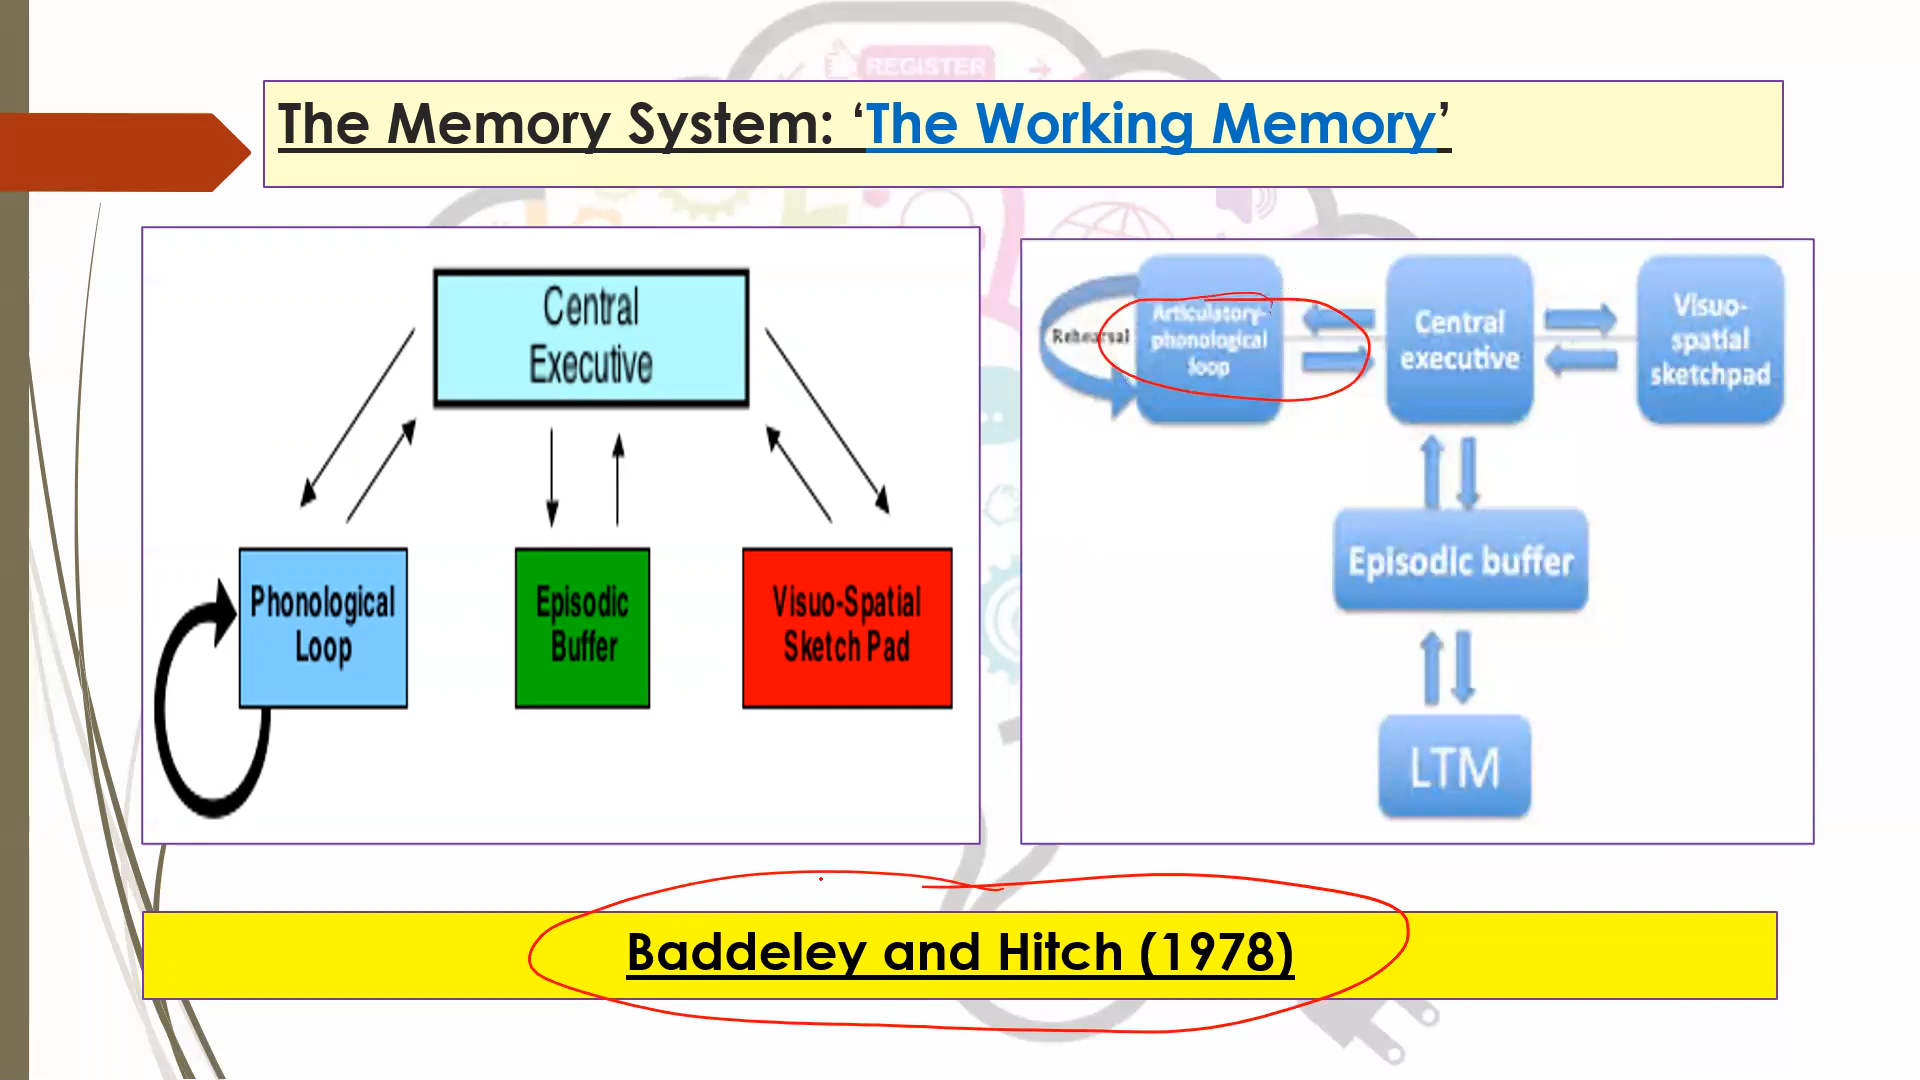 REGISTER
The Memory System: ‘The Working Memory’
Central
Executive
Phonological
Loop
Episodic
Buffer
Visuo-Spatial
Sketch Pad
Rehearsal
Articulatory-
phonological
loop
Central
executive
Visuo-
spatial
sketchpad
Episodic buffer
LTM
Baddeley and Hitch (1978)